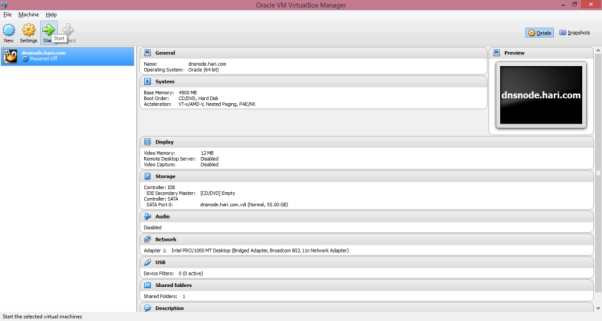 Oracle VM VirtualBox Manager
File Machine Help
New Settings Start Discard
Start
Details Snapshots
dnsnode.hari.com
Powered Off
General
Name: dnsnode.hari.com
Operating System: Oracle (64 bit)
System
Base Memory: 4800 MB
Boot Order: CD/DVD, Hard Disk
Acceleration: VT-x/AMD-V, Nested Paging, PAE/NX
Preview
dnsnode.hari.com
Display
Video Memory: 12 MB
Remote Desktop Server: Disabled
Video Capture: Disabled
Storage
Controller: IDE
IDE Secondary Master: [CD/DVD] Empty
Controller: SATA
SATA Port 0: dnsnode.hari.com.vdi (Normal, 55.00 GB)
Audio
Disabled
Network
Adapter 1: Intel PRO/1000 MT Desktop (Bridged Adapter, Broadcom 802.11n Network Adapter)
USB
Device Filters: 0 (0 active)
Shared folders
Shared Folders: 1
Description
Start the selected virtual machines